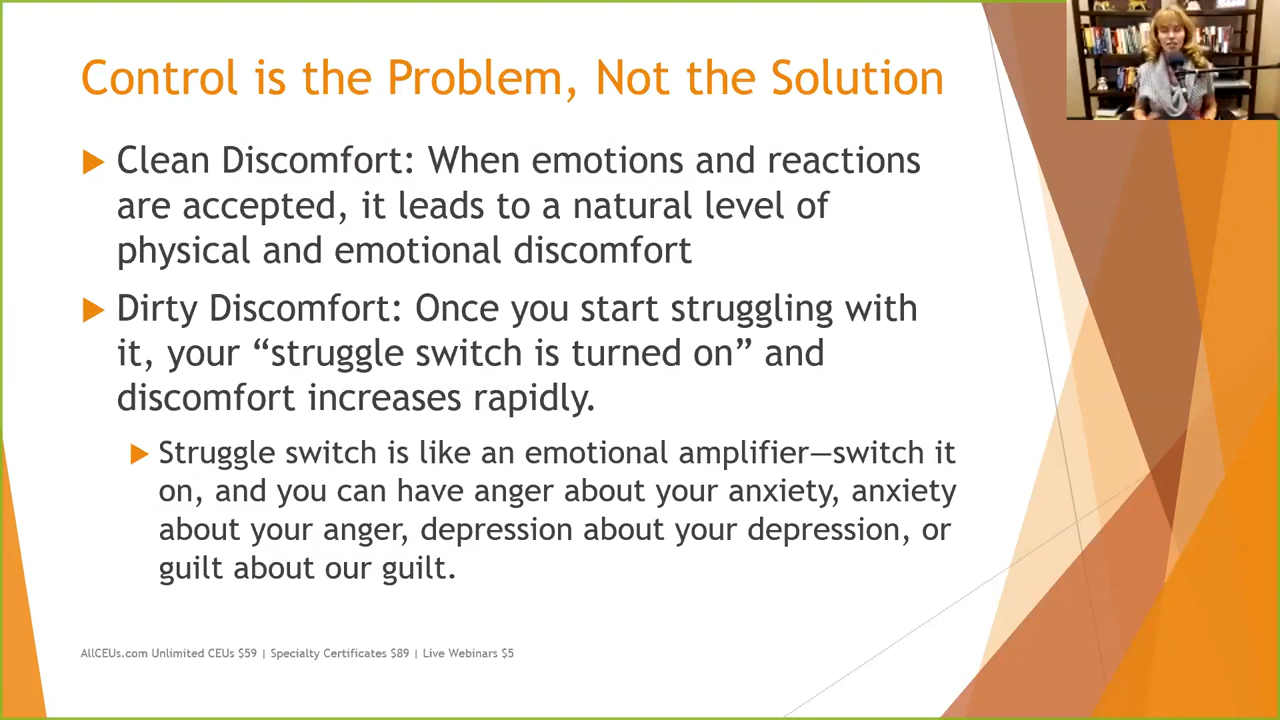 Control is the Problem, Not the Solution
Clean Discomfort: When emotions and reactions
are accepted, it leads to a natural level of
physical and emotional discomfort
Dirty Discomfort: Once you start struggling with
it, your “struggle switch is turned on” and
discomfort increases rapidly.
Struggle switch is like an emotional amplifier—switch it
on, and you can have anger about your anxiety, anxiety
about your anger, depression about your depression, or
guilt about our guilt.
AllCEUs.com Unlimited CEUs $59 | Specialty Certificates $89 | Live Webinars $5